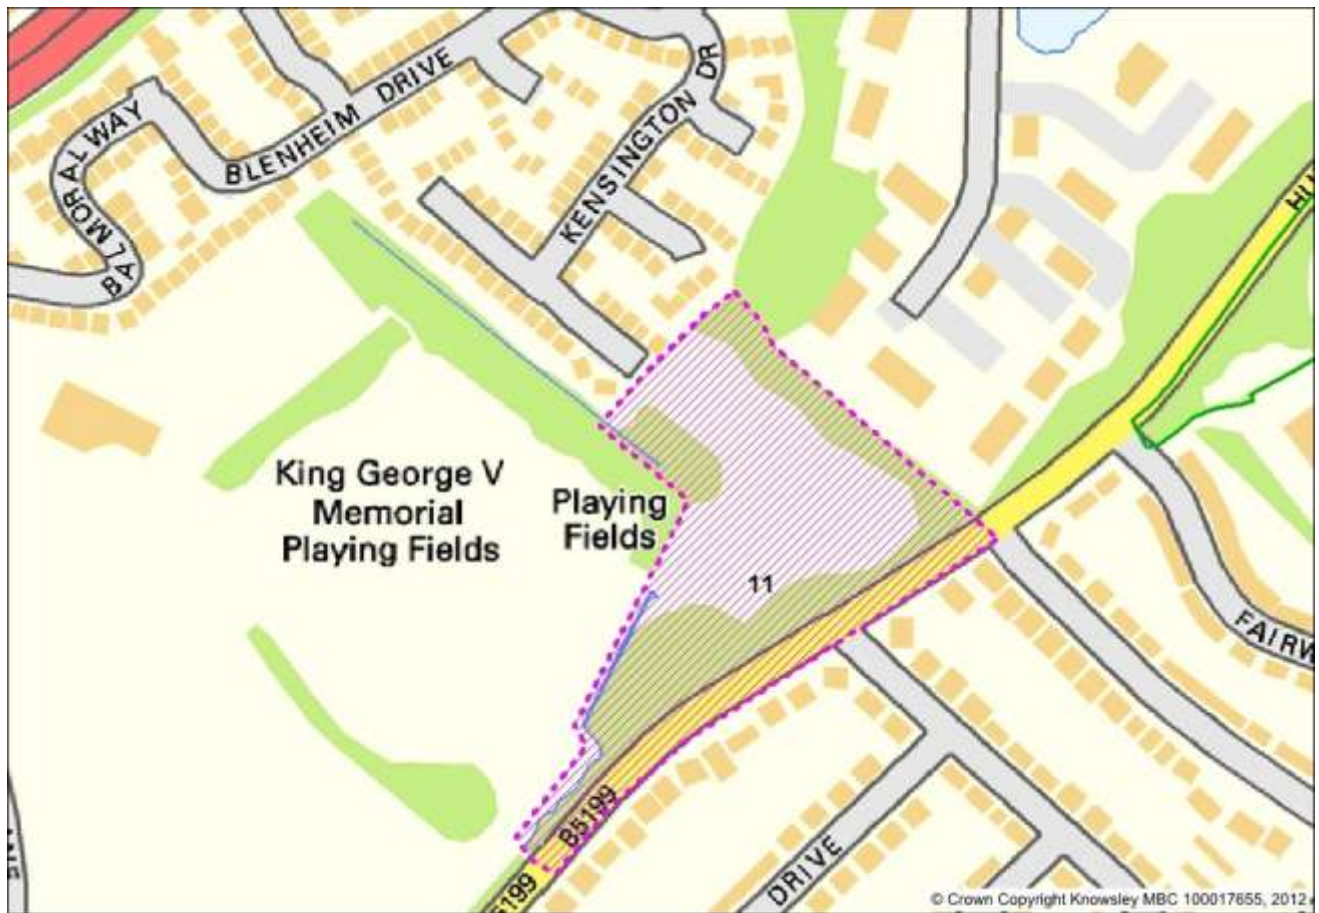 BALMORAL WAY
BLENHEIM DRIVE
KENSINGTON DR
King George V
Memorial
Playing Fields
Playing
Fields
11
FAIRW
B5199
5199
DRIVE
© Crown Copyright Knowsley MBC 100017655, 2012